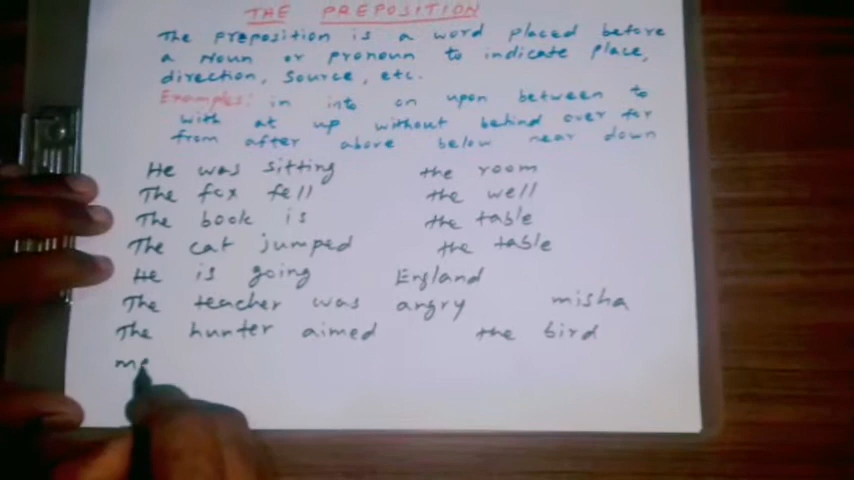 THE PREPOSITION
The preposition is a word placed before
a Noun or pronoun to indicate place,
direction, Source, etc.
Examples: in into on upon between to
with at up without behind over for
from after above below near down
He was sitting the room
The fox fell the well
The book is the table
The cat jumped the table
He is going England
The teacher was angry misha
The hunter aimed the bird
me